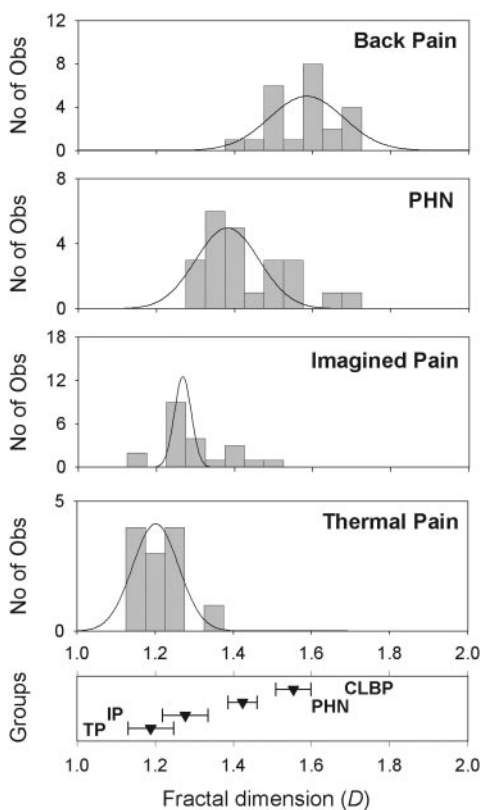 12
8
4
0
No of Obs
Back Pain
8
4
0
No of Obs
PHN
18
12
6
0
No of Obs
Imagined Pain
5
0
No of Obs
Thermal Pain
1.0 1.2 1.4 1.6 1.8 2.0
Groups
CLBP
PHN
IP
TP
1.0 1.2 1.4 1.6 1.8 2.0
Fractal dimension (D)